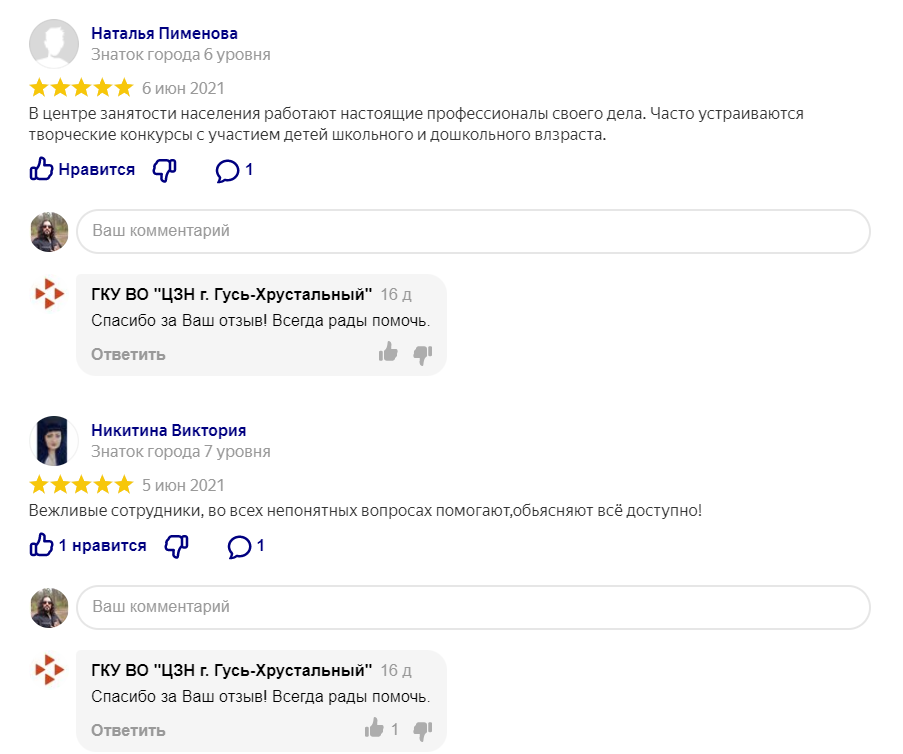 Наталья Пименова
Знаток города 6 уровня
6 июн 2021
В центре занятости населения работают настоящие профессионалы своего дела. Часто устраиваются
творческие конкурсы с участием детей школьного и дошкольного влзраста.
Нравится 1
Ваш комментарий
ГКУ ВО "ЦЗН г. Гусь-Хрустальный" 16 д
Спасибо за Ваш отзыв! Всегда рады помочь.
Ответить
Никитина Виктория
Знаток города 7 уровня
5 июн 2021
Вежливые сотрудники, во всех непонятных вопросах помогают,обьясняют всё доступно!
1 нравится 1
Ваш комментарий
ГКУ ВО "ЦЗН г. Гусь-Хрустальный" 16 д
Спасибо за Ваш отзыв! Всегда рады помочь.
Ответить 1